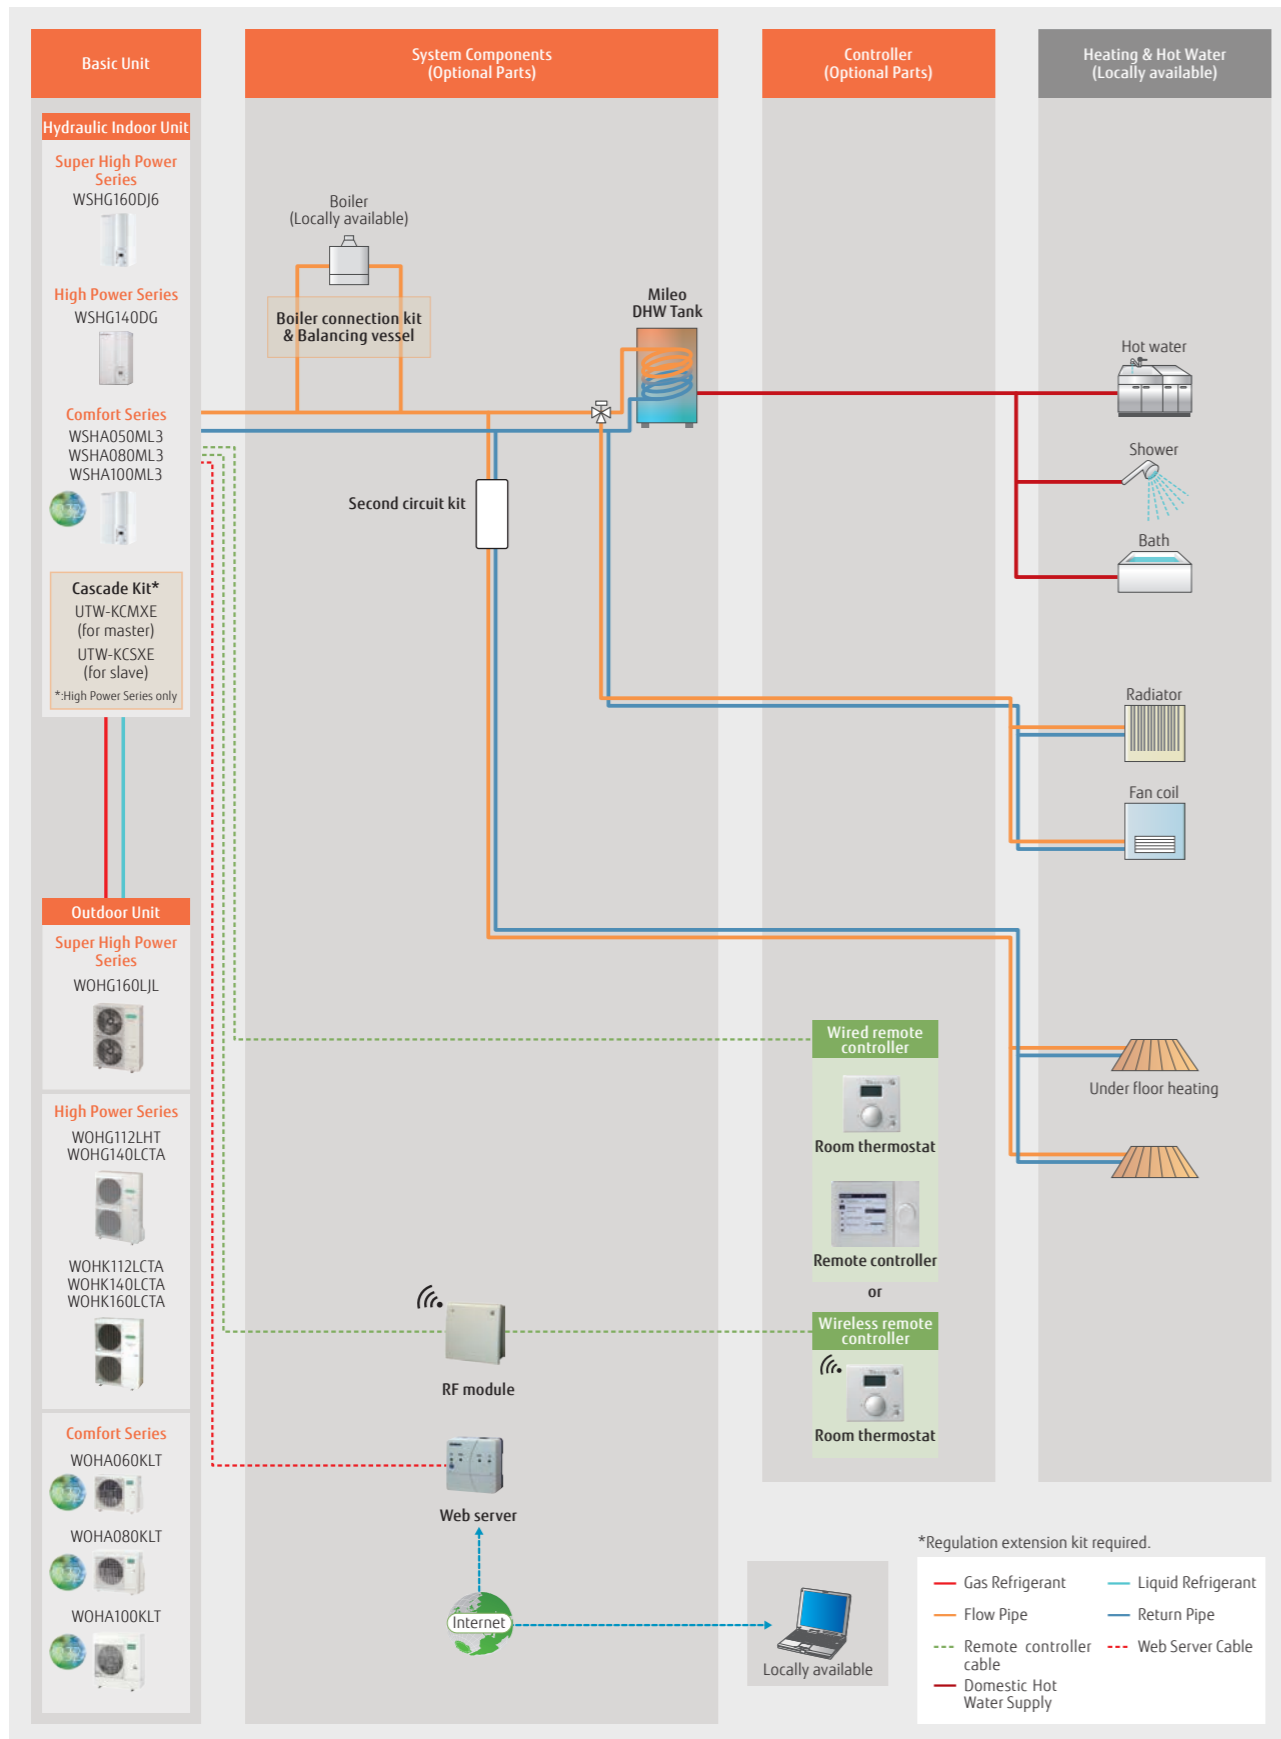 Basic Unit
System Components
(Optional Parts)
Controller
(Optional Parts)
Heating & Hot Water
(Locally available)
Hydraulic Indoor Unit
Super High Power
Series
WSHG160DJ6
High Power Series
WSHG140DG
Comfort Series
WSHA050ML3
WSHA080ML3
WSHA100ML3
Cascade Kit*
UTW-KCMXE
(for master)
UTW-KCSXE
(for slave)
*:High Power Series only
Outdoor Unit
Super High Power
Series
WOHG160LJL
High Power Series
WOHG112LHT
WOHG140LCTA
WOHK112LCTA
WOHK140LCTA
WOHK160LCTA
Comfort Series
WOHA060KLT
WOHA080KLT
WOHA100KLT
Boiler
(Locally available)
Boiler connection kit
& Balancing vessel
Mileo
DHW Tank
Second circuit kit
RF module
Web server
Internet
Locally available
Wired remote
controller
Room thermostat
Remote controller
or
Wireless remote
controller
Room thermostat
Hot water
Shower
Bath
Radiator
Fan coil
Under floor heating
*Regulation extension kit required.
Gas Refrigerant
Liquid Refrigerant
Flow Pipe
Return Pipe
Remote controller
cable
Web Server Cable
Domestic Hot
Water Supply